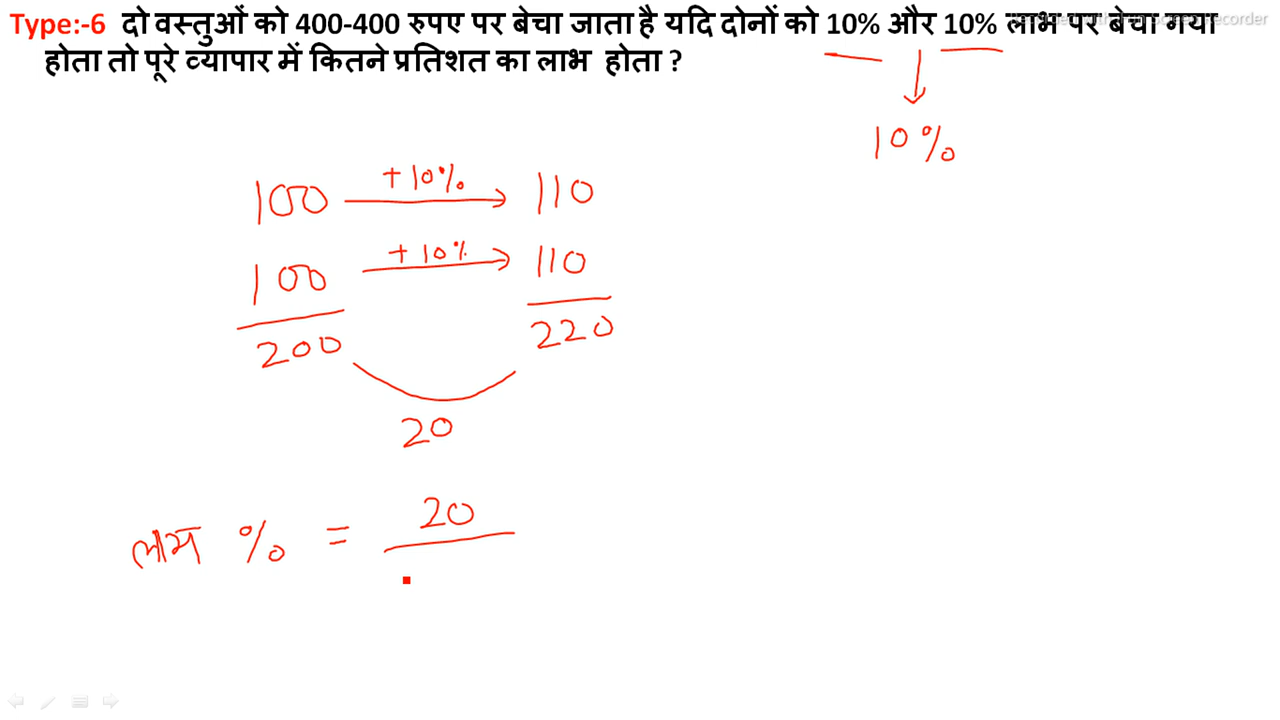 Type:-6 दो वस्तुओं को 400-400 रुपए पर बेचा जाता है यदि दोनों को 10% और 10% लाभ पर बेचा गया
होता तो पूरे व्यापार में कितने प्रतिशत का लाभ होता ?
10%
100 +10% 110
100 +10% 110
200 220
20
लाभ % = 20